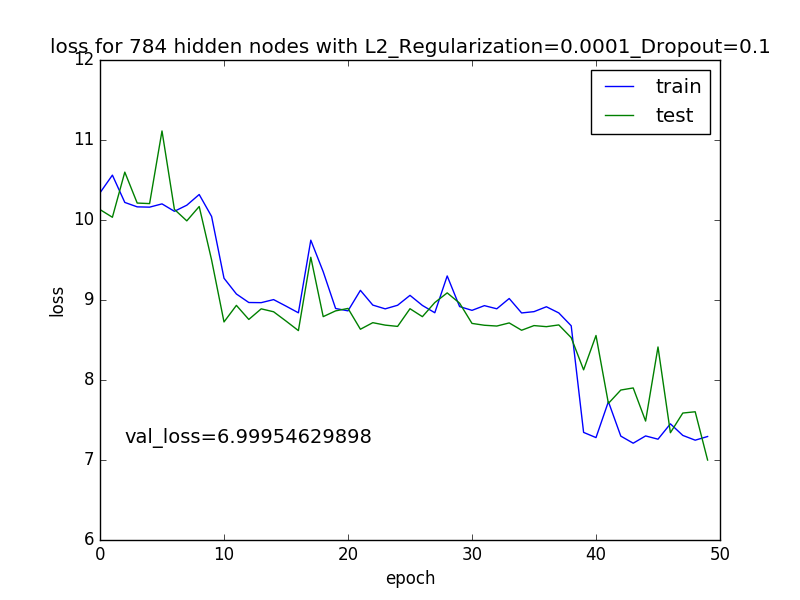 loss for 784 hidden nodes with L2_Regularization=0.0001_Dropout=0.1
12
11
10
9
8
7
6
loss
train
test
val_loss=6.99954629898
0 10 20 30 40 50
epoch